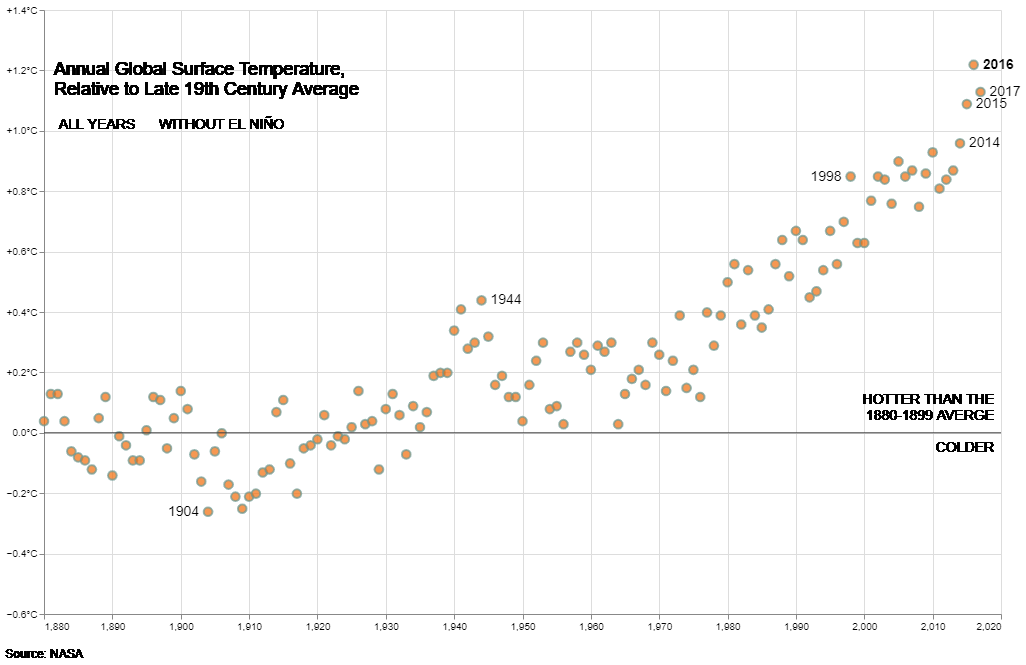 +1.4°C
+1.2°C
+1.0°C
+0.8°C
+0.6°C
+0.4°C
+0.2°C
0.0°C
−0.2°C
−0.4°C
−0.6°C
Annual Global Surface Temperature,
Relative to Late 19th Century Average
ALL YEARS WITHOUT EL NIÑO
2016
2017
2015
2014
1998
1944
1904
HOTTER THAN THE
1880-1899 AVERGE
COLDER
1,880 1,890 1,900 1,910 1,920 1,930 1,940 1,950 1,960 1,970 1,980 1,990 2,000 2,010 2,020
Source: NASA